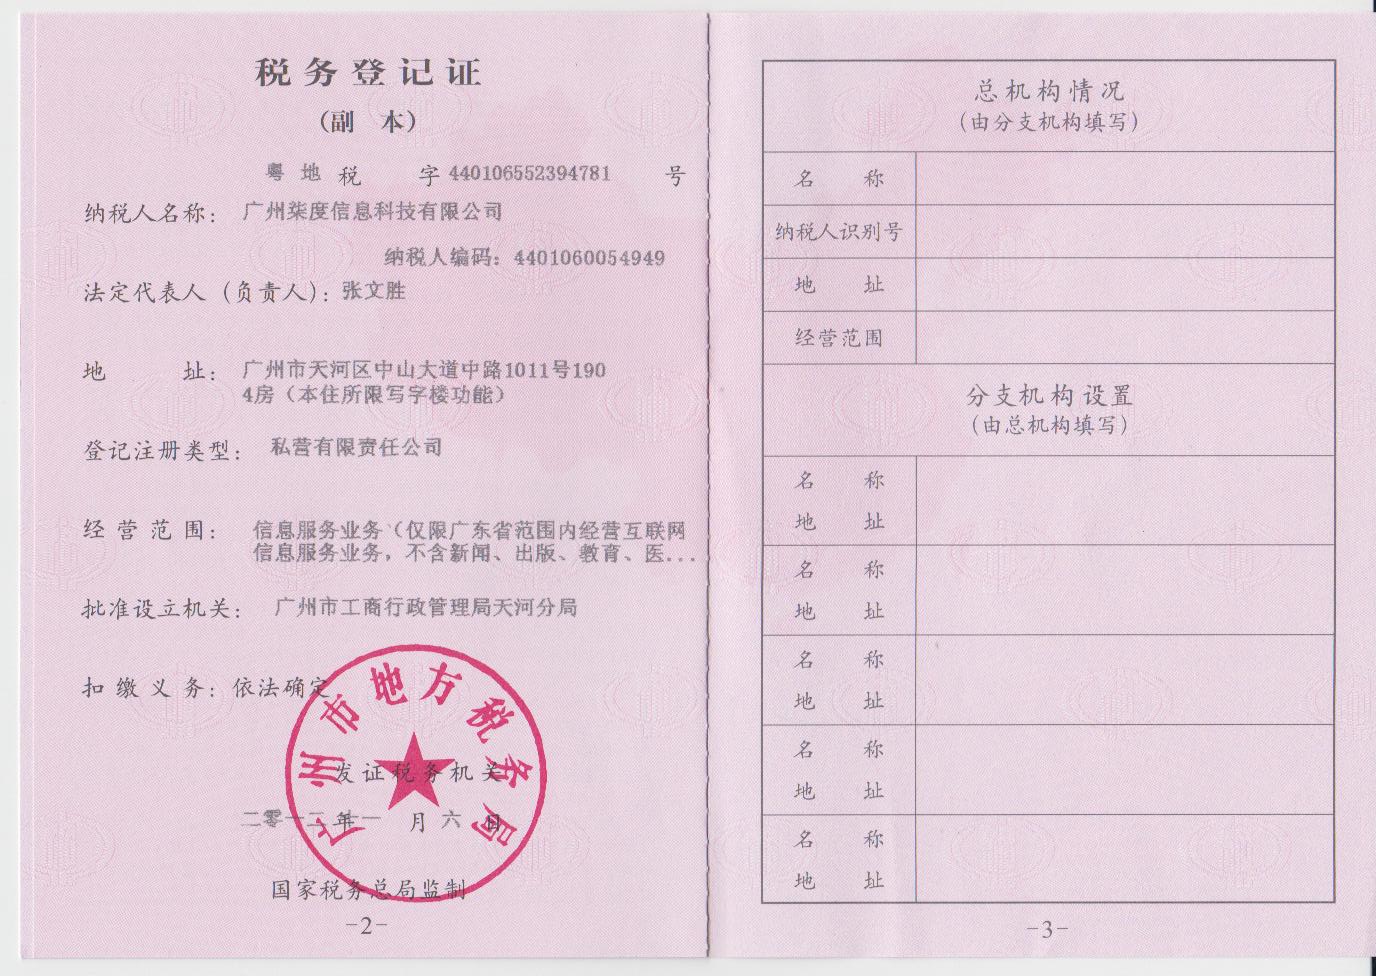 税务登记证
（副 本）
粤地税 字440106552394781 号
纳税人名称：广州柒度信息科技有限公司
纳税人编码：4401060054949
法定代表人（负责人）：张文胜
地 址：广州市天河区中山大道中路1011号190
4房（本住所限写字楼功能）
登记注册类型：私营有限责任公司
经营范围：信息服务业务（仅限广东省范围内经营互联网
信息服务业务，不含新闻、出版、教育、医...
批准设立机关：广州市工商行政管理局天河分局
扣缴义务：依法确定
广州市地方税务局
发证税务机关
二零一二年十一月六日
国家税务总局监制
-2-
总机构情况
（由分支机构填写）
名 称
纳税人识别号
地 址
经营范围
分支机构设置
（由总机构填写）
名 称
地 址
名 称
地 址
名 称
地 址
名 称
地 址
名 称
地 址
-3-